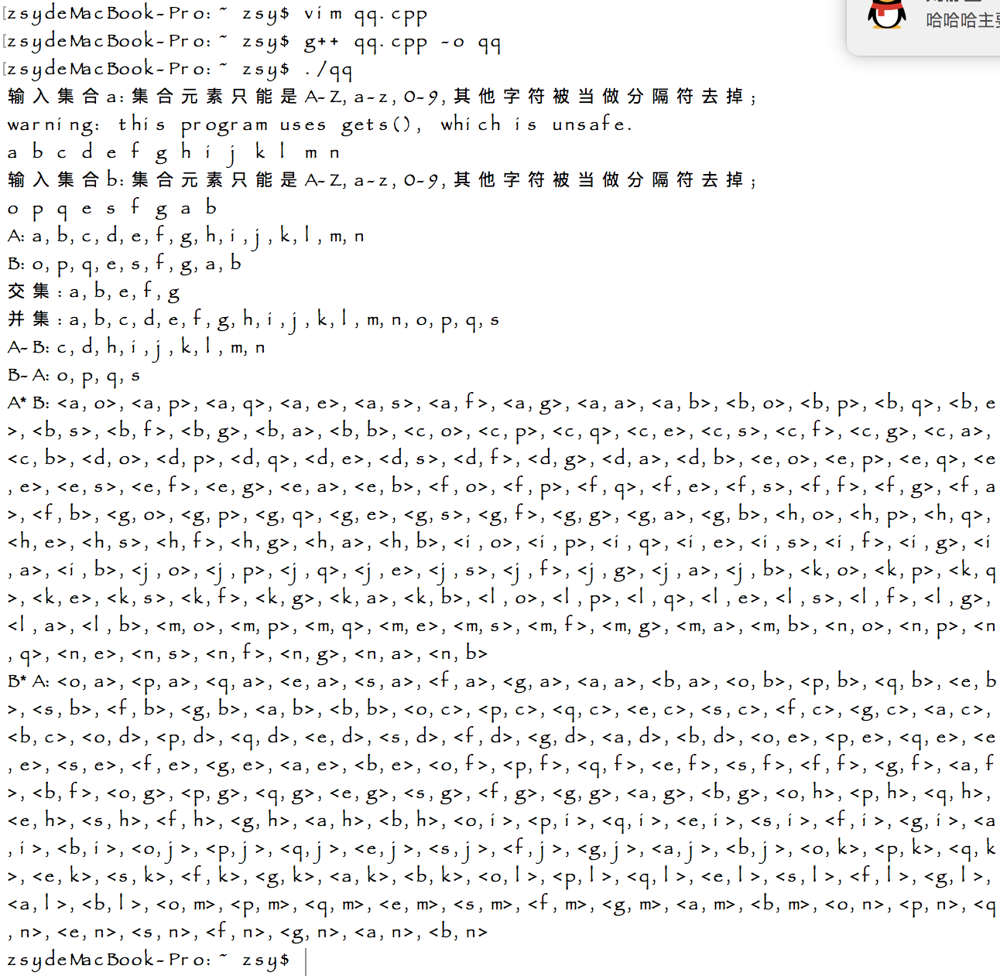 [zsydeMacBook-Pro:~ zsy$ vim qq.cpp
[zsydeMacBook-Pro:~ zsy$ g++ qq.cpp -o qq
[zsydeMacBook-Pro:~ zsy$ ./qq
输入集合a:集合元素只能是A-Z,a-z,0-9,其他字符被当做分隔符去掉;
warning: this program uses gets(), which is unsafe.
a b c d e f g h i j k l m n
输入集合b:集合元素只能是A-Z,a-z,0-9,其他字符被当做分隔符去掉;
o p q e s f g a b
A:a,b,c,d,e,f,g,h,i,j,k,l,m,n
B:o,p,q,e,s,f,g,a,b
交集:a,b,e,f,g
并集:a,b,c,d,e,f,g,h,i,j,k,l,m,n,o,p,q,s
A-B:c,d,h,i,j,k,l,m,n
B-A:o,p,q,s
A*B:<a,o>,<a,p>,<a,q>,<a,e>,<a,s>,<a,f>,<a,g>,<a,a>,<a,b>,<b,o>,<b,p>,<b,q>,<b,e
>,<b,s>,<b,f>,<b,g>,<b,a>,<b,b>,<c,o>,<c,p>,<c,q>,<c,e>,<c,s>,<c,f>,<c,g>,<c,a>,
<c,b>,<d,o>,<d,p>,<d,q>,<d,e>,<d,s>,<d,f>,<d,g>,<d,a>,<d,b>,<e,o>,<e,p>,<e,q>,<e
,e>,<e,s>,<e,f>,<e,g>,<e,a>,<e,b>,<f,o>,<f,p>,<f,q>,<f,e>,<f,s>,<f,f>,<f,g>,<f,a
>,<f,b>,<g,o>,<g,p>,<g,q>,<g,e>,<g,s>,<g,f>,<g,g>,<g,a>,<g,b>,<h,o>,<h,p>,<h,q>,
<h,e>,<h,s>,<h,f>,<h,g>,<h,a>,<h,b>,<i,o>,<i,p>,<i,q>,<i,e>,<i,s>,<i,f>,<i,g>,<i
,a>,<i,b>,<j,o>,<j,p>,<j,q>,<j,e>,<j,s>,<j,f>,<j,g>,<j,a>,<j,b>,<k,o>,<k,p>,<k,q
>,<k,e>,<k,s>,<k,f>,<k,g>,<k,a>,<k,b>,<l,o>,<l,p>,<l,q>,<l,e>,<l,s>,<l,f>,<l,g>,
<l,a>,<l,b>,<m,o>,<m,p>,<m,q>,<m,e>,<m,s>,<m,f>,<m,g>,<m,a>,<m,b>,<n,o>,<n,p>,<n
,q>,<n,e>,<n,s>,<n,f>,<n,g>,<n,a>,<n,b>
B*A:<o,a>,<p,a>,<q,a>,<e,a>,<s,a>,<f,a>,<g,a>,<a,a>,<b,a>,<o,b>,<p,b>,<q,b>,<e,b
>,<s,b>,<f,b>,<g,b>,<a,b>,<b,b>,<o,c>,<p,c>,<q,c>,<e,c>,<s,c>,<f,c>,<g,c>,<a,c>,
<b,c>,<o,d>,<p,d>,<q,d>,<e,d>,<s,d>,<f,d>,<g,d>,<a,d>,<b,d>,<o,e>,<p,e>,<q,e>,<e
,e>,<s,e>,<f,e>,<g,e>,<a,e>,<b,e>,<o,f>,<p,f>,<q,f>,<e,f>,<s,f>,<f,f>,<g,f>,<a,f
>,<b,f>,<o,g>,<p,g>,<q,g>,<e,g>,<s,g>,<f,g>,<g,g>,<a,g>,<b,g>,<o,h>,<p,h>,<q,h>,
<e,h>,<s,h>,<f,h>,<g,h>,<a,h>,<b,h>,<o,i>,<p,i>,<q,i>,<e,i>,<s,i>,<f,i>,<g,i>,<a
,i>,<b,i>,<o,j>,<p,j>,<q,j>,<e,j>,<s,j>,<f,j>,<g,j>,<a,j>,<b,j>,<o,k>,<p,k>,<q,k
>,<e,k>,<s,k>,<f,k>,<g,k>,<a,k>,<b,k>,<o,l>,<p,l>,<q,l>,<e,l>,<s,l>,<f,l>,<g,l>,
<a,l>,<b,l>,<o,m>,<p,m>,<q,m>,<e,m>,<s,m>,<f,m>,<g,m>,<a,m>,<b,m>,<o,n>,<p,n>,<q
,n>,<e,n>,<s,n>,<f,n>,<g,n>,<a,n>,<b,n>
zsydeMacBook-Pro:~ zsy$
哈哈哈主要